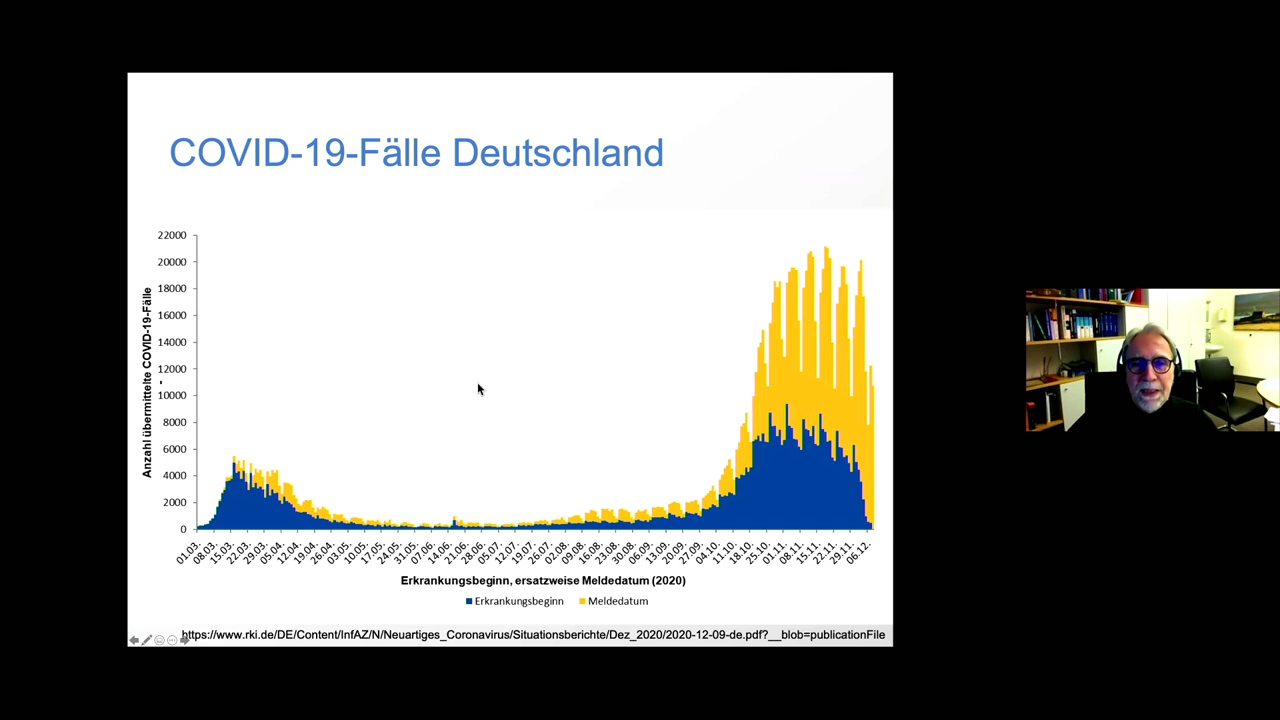 COVID-19-Fälle Deutschland
Anzahl übermittelte COVID-19-Fälle
-
22000
20000
18000
16000
14000
12000
10000
8000
6000
4000
2000
0
01.03. 08.03. 15.03. 22.03. 29.03. 05.04. 12.04. 19.04. 26.04. 03.05. 10.05. 17.05. 24.05. 31.05. 07.06. 14.06. 21.06. 28.06. 05.07. 12.07. 19.07. 26.07. 02.08. 09.08. 16.08. 23.08. 30.08. 06.09. 13.09. 20.09. 27.09. 04.10. 11.10. 18.10. 25.10. 01.11. 08.11. 15.11. 22.11. 29.11. 06.12.
Erkrankungsbeginn, ersatzweise Meldedatum (2020)
Erkrankungsbeginn Meldedatum
https://www.rki.de/DE/Content/InfAZ/N/Neuartiges_Coronavirus/Situationsberichte/Dez_2020/2020-12-09-de.pdf?__blob=publicationFile